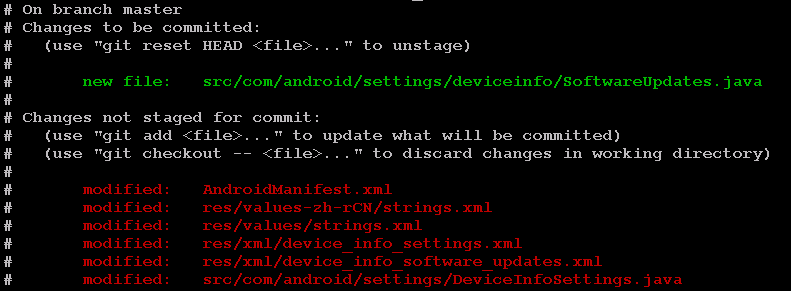 # On branch master
# Changes to be committed:
#   (use "git reset HEAD <file>..." to unstage)
#
#       new file:   src/com/android/settings/deviceinfo/SoftwareUpdates.java
#
# Changes not staged for commit:
#   (use "git add <file>..." to update what will be committed)
#   (use "git checkout -- <file>..." to discard changes in working directory)
#
#       modified:   AndroidManifest.xml
#       modified:   res/values-zh-rCN/strings.xml
#       modified:   res/values/strings.xml
#       modified:   res/xml/device_info_settings.xml
#       modified:   res/xml/device_info_software_updates.xml
#       modified:   src/com/android/settings/DeviceInfoSettings.java